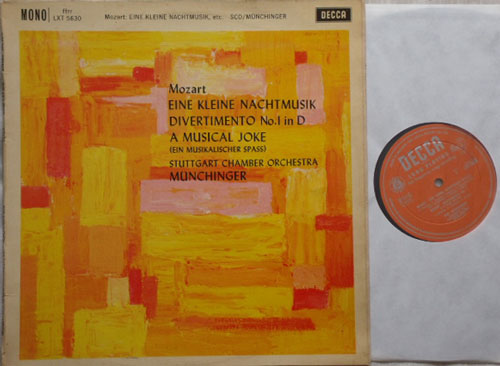 MONO
ffrr
LXT 5630
Mozart: EINE KLEINE NACHTMUSIK, etc: SCO/MÜNCHINGER
DECCA
Mozart
EINE KLEINE NACHTMUSIK
DIVERTIMENTO No.1 in D
A MUSICAL JOKE
(EIN MUSIKALISCHER SPASS)
STUTTGART CHAMBER ORCHESTRA
MÜNCHINGER
DECCA
LONG PLAYING